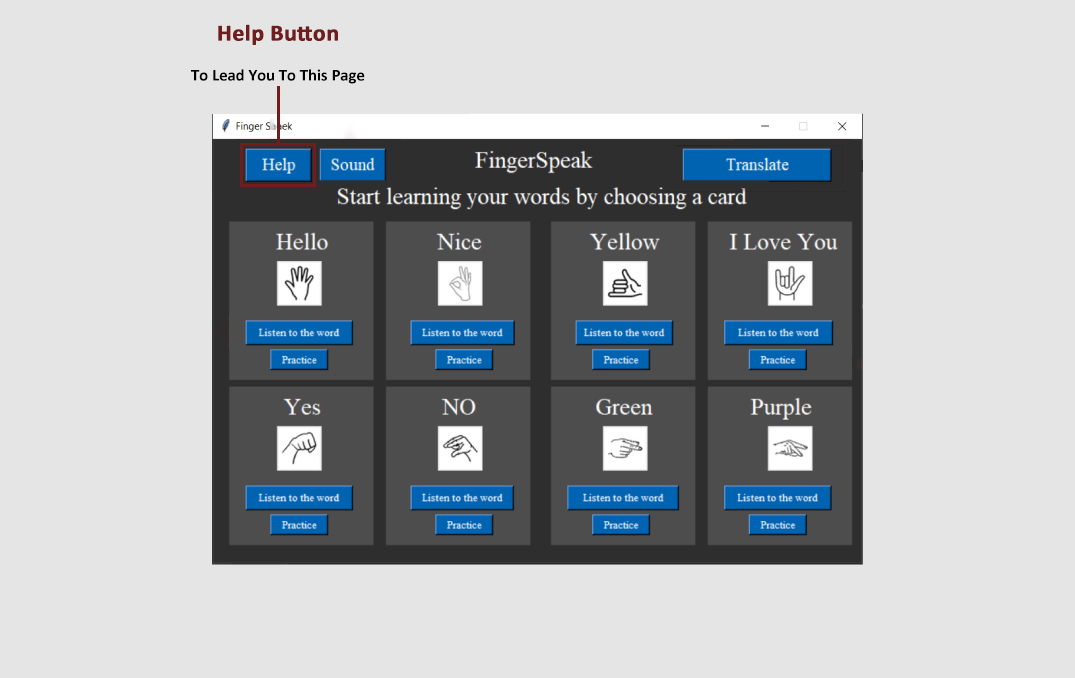 Help Button
To Lead You To This Page
Help Sound FingerSpeak Translate
Start learning your words by choosing a card
Hello Nice Yellow I Love You
Listen to the word Listen to the word Listen to the word Listen to the word
Practice Practice Practice Practice
Yes NO Green Purple
Listen to the word Listen to the word Listen to the word Listen to the word
Practice Practice Practice Practice